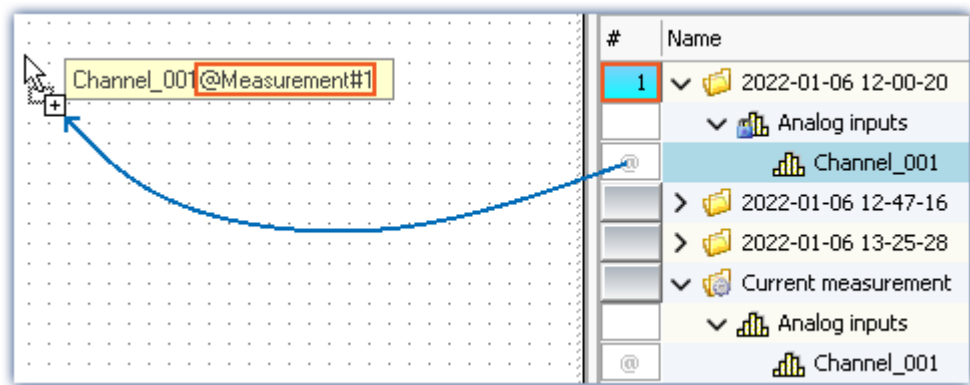 # Name
Channel_001@Measurement#1
1 2022-01-06 12-00-20
Analog inputs
@ Channel_001
2022-01-06 12-47-16
2022-01-06 13-25-28
Current measurement
Analog inputs
@ Channel_001